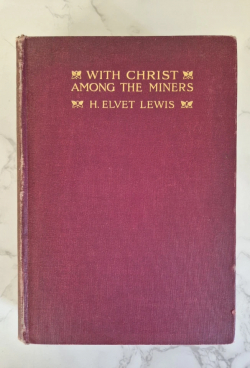 WITH CHRIST
AMONG THE MINERS
H. ELVET LEWIS